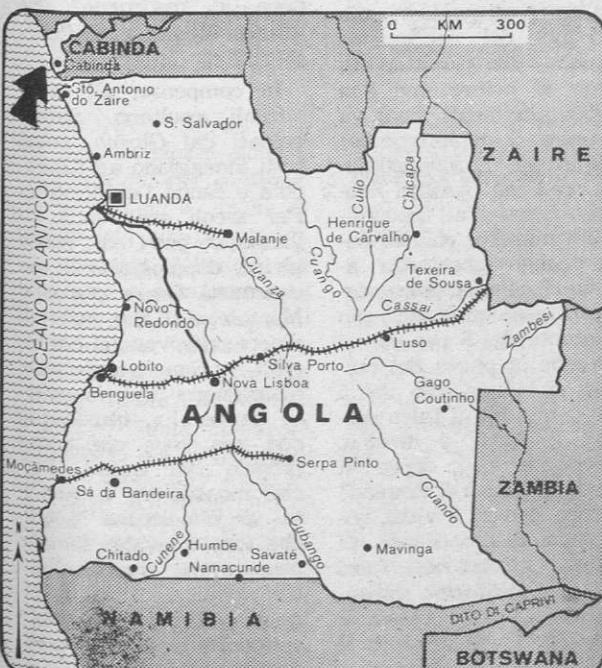 0 KM 300
CABINDA
Cabinda
Sto. Antonio
do Zaire
S. Salvador
Ambriz
ZAIRE
Cuilo
Chicapa
LUANDA
OCEANO ATLANTICO
Malanje
Henrique
de Carvalho
Cuanza
Cuango
Texeira
de Sousa
Novo
Redondo
Cassai
Zambesi
Luso
Lobito
Silva Porto
Benguela
Nova Lisboa
Gago
Coutinho
ANGOLA
Moçâmedes
Serpa Pinto
Sá da Bandeira
ZAMBIA
Cuando
Cunene
Cubango
Chitado
Humbe
Savaté
Mavinga
Namacunde
NAMIBIA
DITO DI CAPRIVI
BOTSWANA